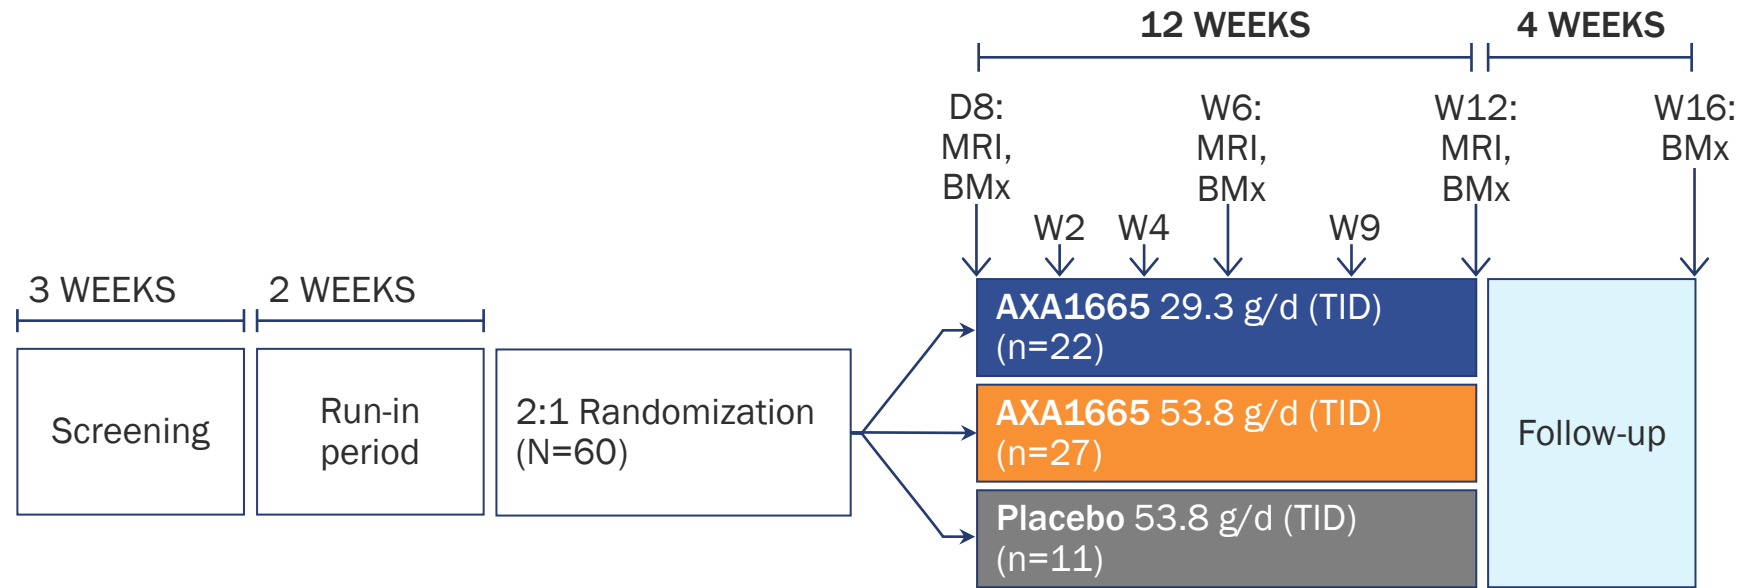 12 WEEKS
4 WEEKS
D8:
MRI,
BMx
W6:
MRI,
BMx
W12:
MRI,
BMx
W16:
BMx
W2
W4
W9
3 WEEKS
2 WEEKS
Screening
Run-in
period
2:1 Randomization
(N=60)
AXA1665 29.3 g/d (TID)
(n=22)
AXA1665 53.8 g/d (TID)
(n=27)
Placebo 53.8 g/d (TID)
(n=11)
Follow-up